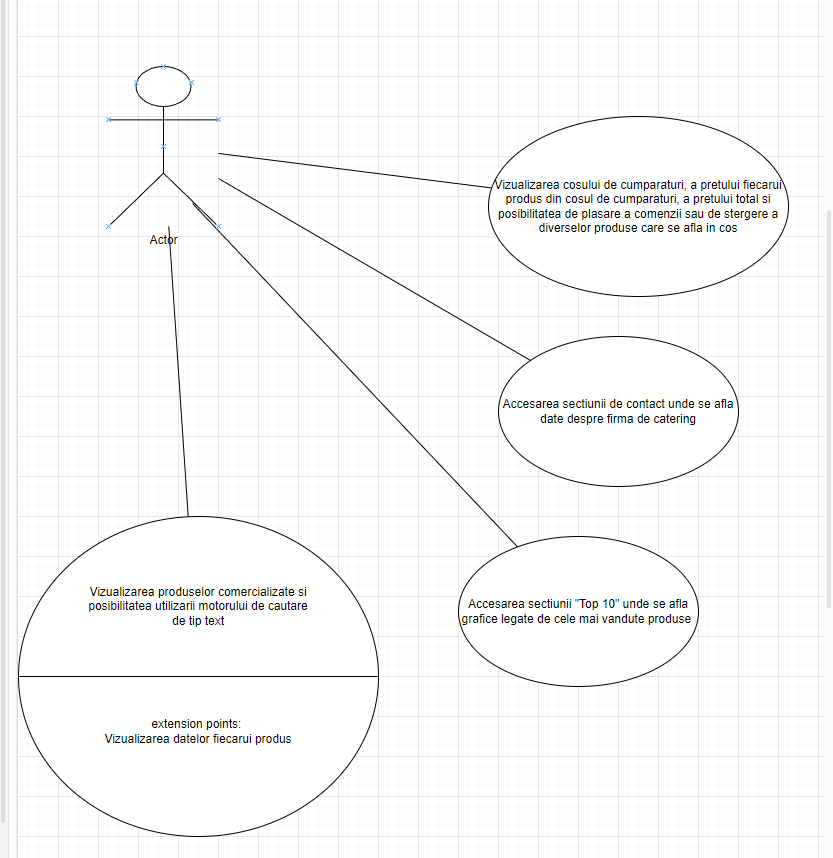 Actor
Vizualizarea cosului de cumparaturi, a pretului fiecarui
produs din cosul de cumparaturi, a pretului total si
posibilitatea de plasare a comenzii sau de stergere a
diverselor produse care se afla in cos
Accesarea sectiunii de contact unde se afla
date despre firma de catering
Accesarea sectiunii "Top 10" unde se afla
grafice legate de cele mai vandute produse
Vizualizarea produselor comercializate si
posibilitatea utilizarii motorului de cautare
de tip text
extension points:
Vizualizarea datelor fiecarui produs